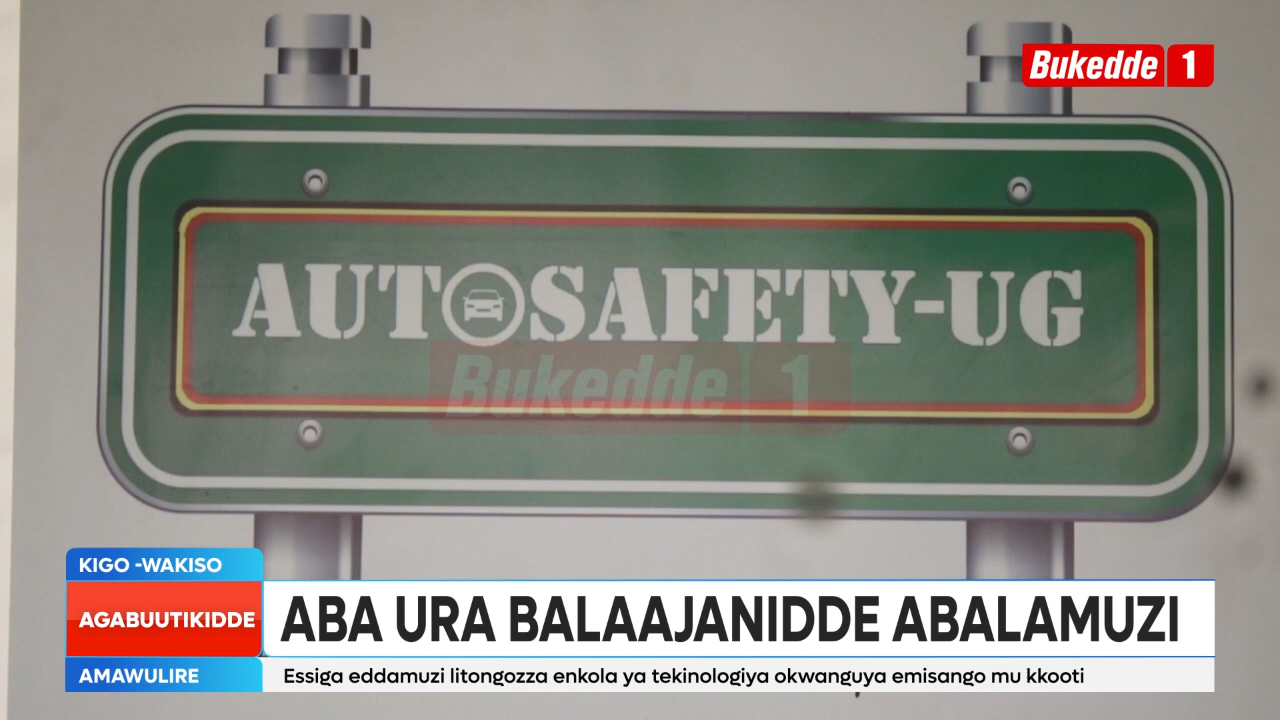 Bukedde 1
AUTOSAFETY-UG
Bukedde 1
KIGO -WAKISO
AGABUUTIKIDDE
ABA URA BALAAJANIDDE ABALAMUZI
AMAWULIRE
Essiga eddamuzi litongozza enkola ya tekinologiya okwanguya emisango mu kkooti